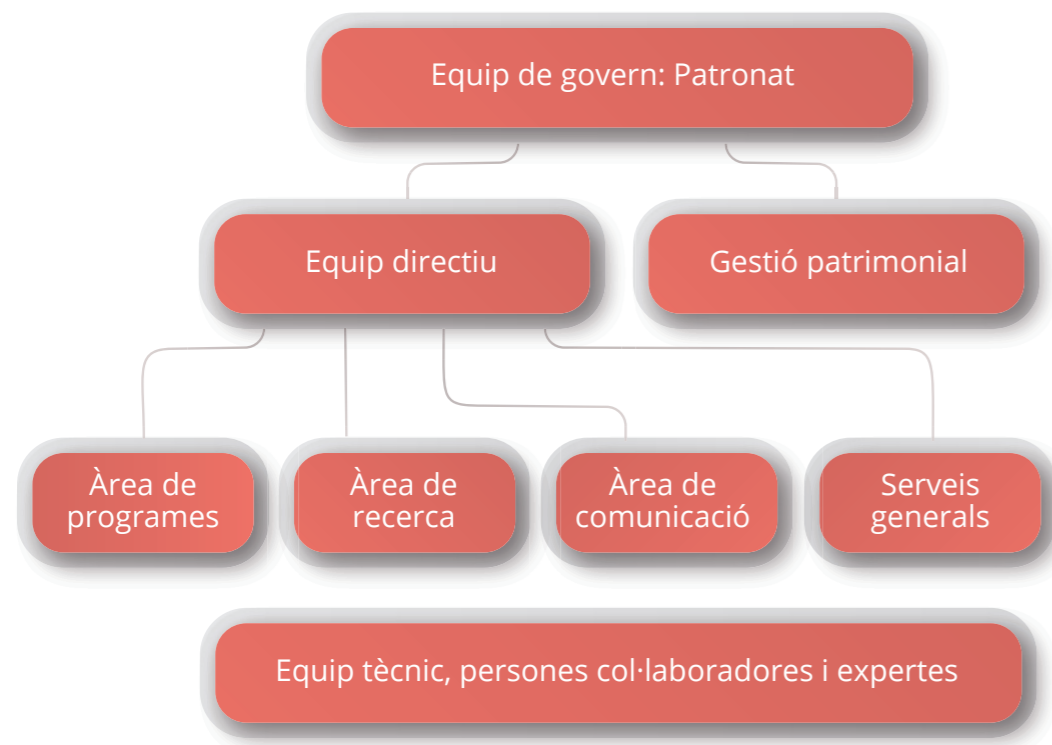 Equip de govern: Patronat
Equip directiu
Gestió patrimonial
Àrea de
programes
Àrea de
recerca
Àrea de
comunicació
Serveis
generals
Equip tècnic, persones col·laboradores i expertes